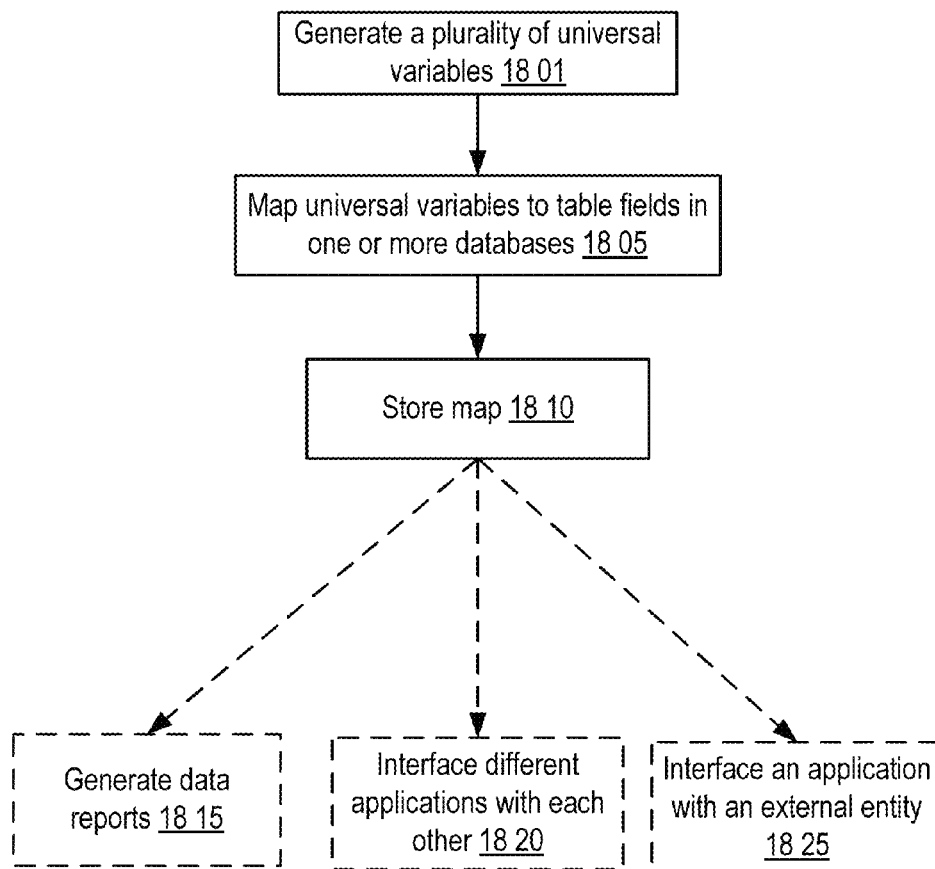 Generate a plurality of universal
variables 18 01
Map universal variables to table fields in
one or more databases 18 05
Store map 18 10
Generate data
reports 18 15
Interface different
applications with each
other 18 20
Interface an application
with an external entity
18 25